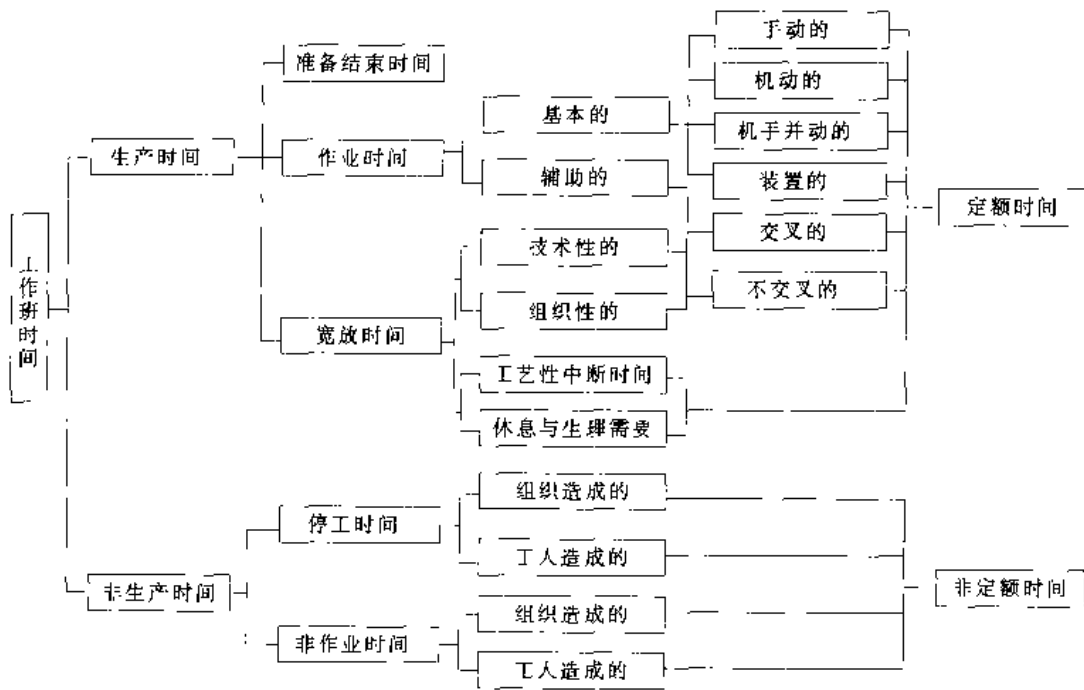 工作班时间
生产时间
准备结束时间
作业时间
基本的
辅助的
手动的
机动的
机手并动的
装置的
交叉的
不交叉的
宽放时间
技术性的
组织性的
工艺性中断时间
休息与生理需要
定额时间
非生产时间
停工时间
组织造成的
工人造成的
非作业时间
组织造成的
工人造成的
非定额时间